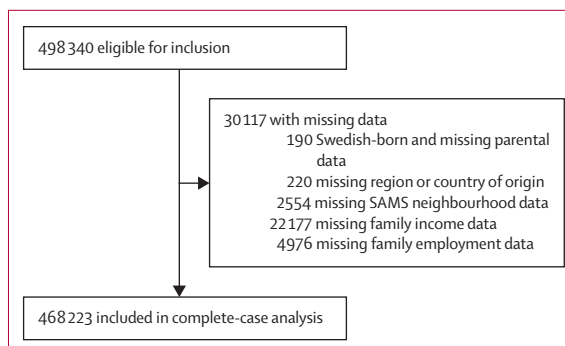 498 340 eligible for inclusion
30 117 with missing data
190 Swedish-born and missing parental
data
220 missing region or country of origin
2554 missing SAMS neighbourhood data
22 177 missing family income data
4976 missing family employment data
468 223 included in complete-case analysis